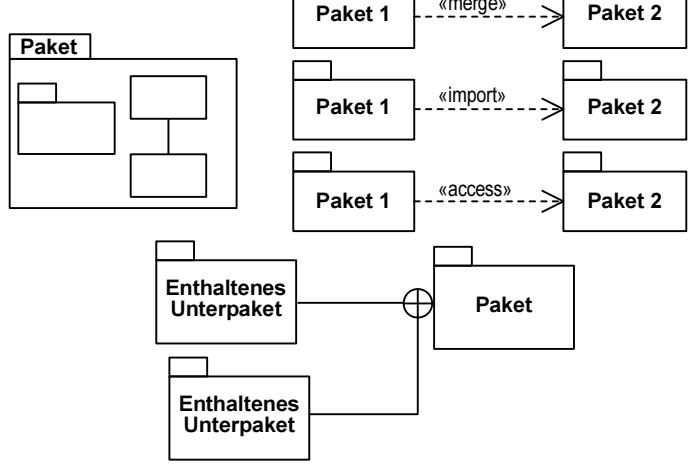 «merge»
Paket 1
Paket 2
Paket
«import»
Paket 1
Paket 2
«access»
Paket 1
Paket 2
Enthaltenes
Unterpaket
Paket
Enthaltenes
Unterpaket